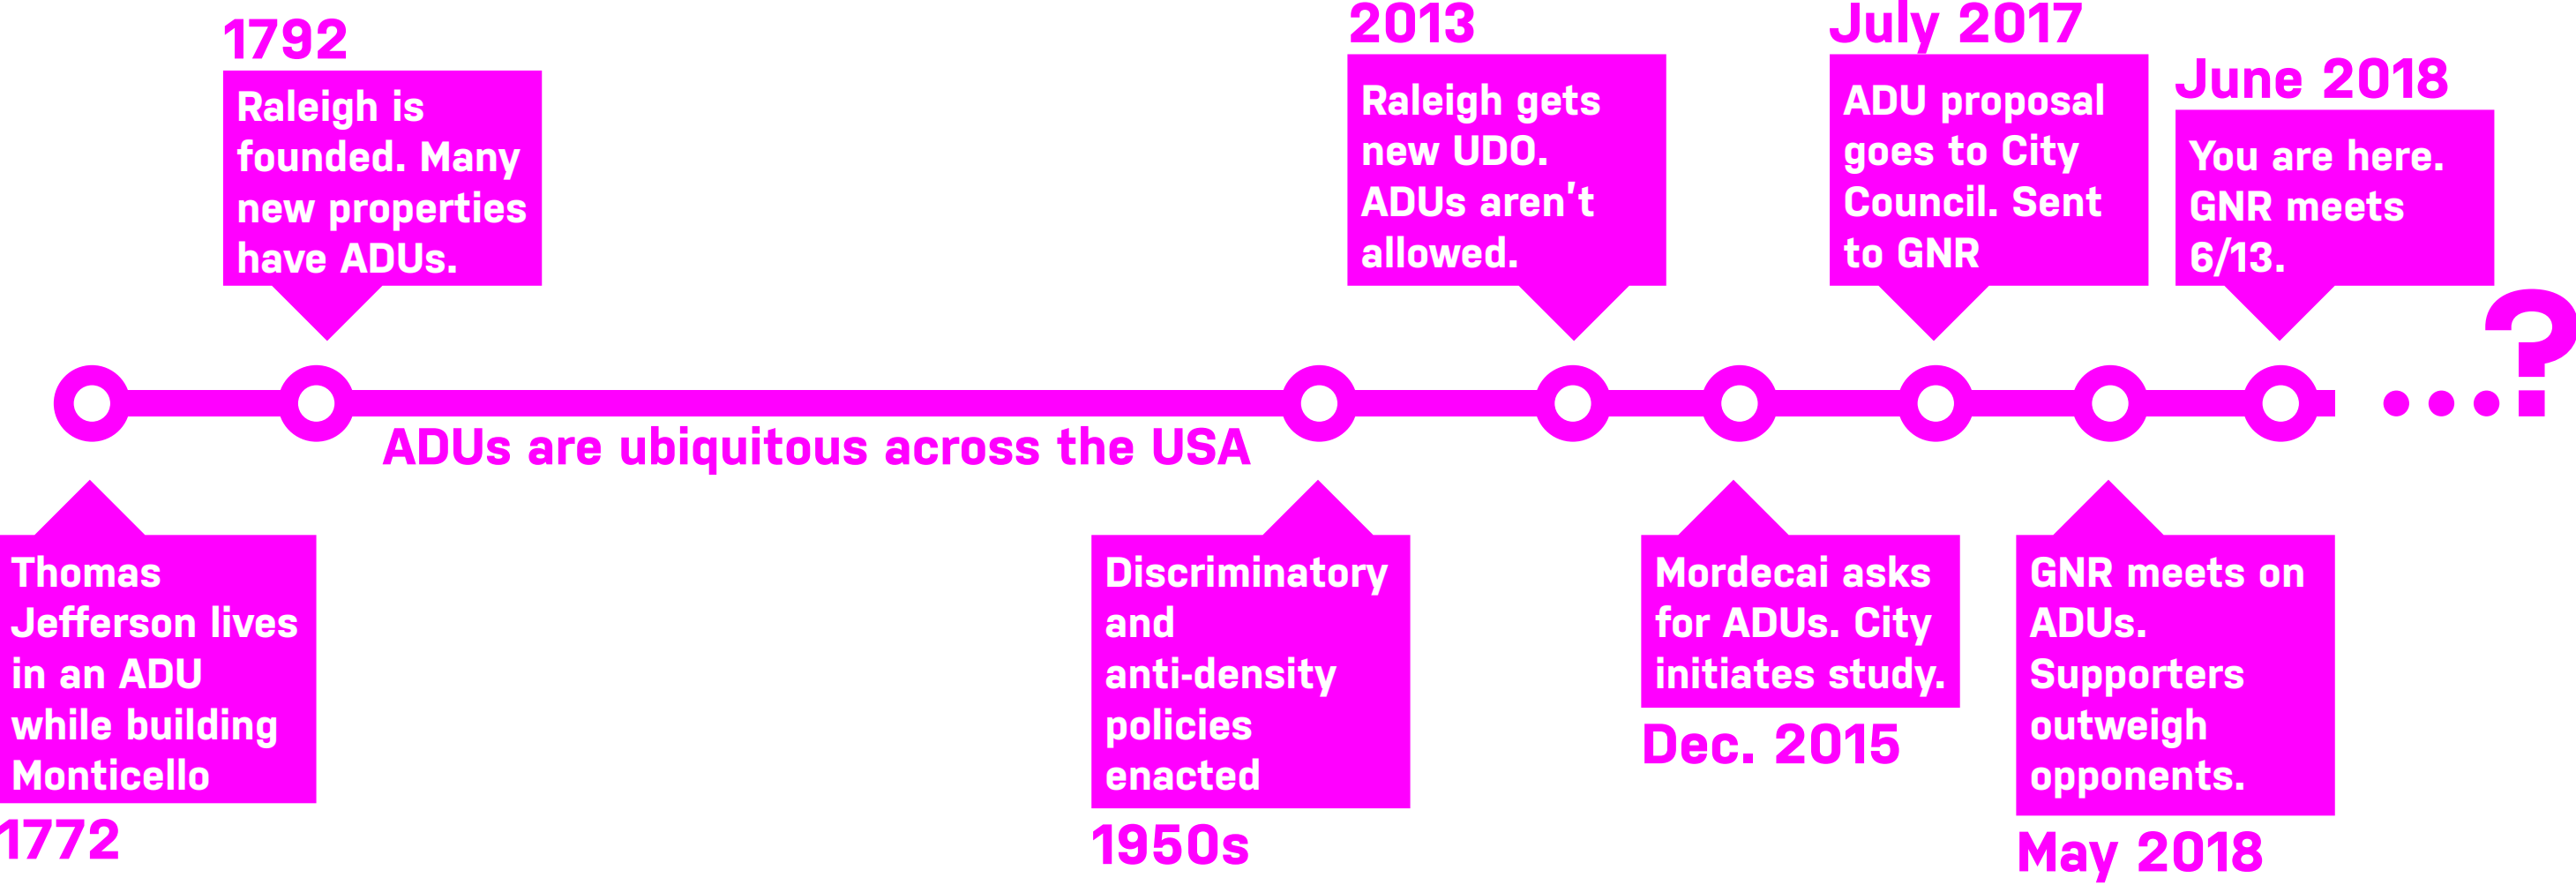 1792
Raleigh is
founded. Many
new properties
have ADUs.
2013
Raleigh gets
new UDO.
ADUs aren't
allowed.
July 2017
ADU proposal
goes to City
Council. Sent
to GNR
June 2018
You are here.
GNR meets
6/13.
...?
ADUs are ubiquitous across the USA
Thomas
Jefferson lives
in an ADU
while building
Monticello
1772
Discriminatory
and
anti-density
policies
enacted
1950s
Mordecai asks
for ADUs. City
initiates study.
Dec. 2015
GNR meets on
ADUs.
Supporters
outweigh
opponents.
May 2018